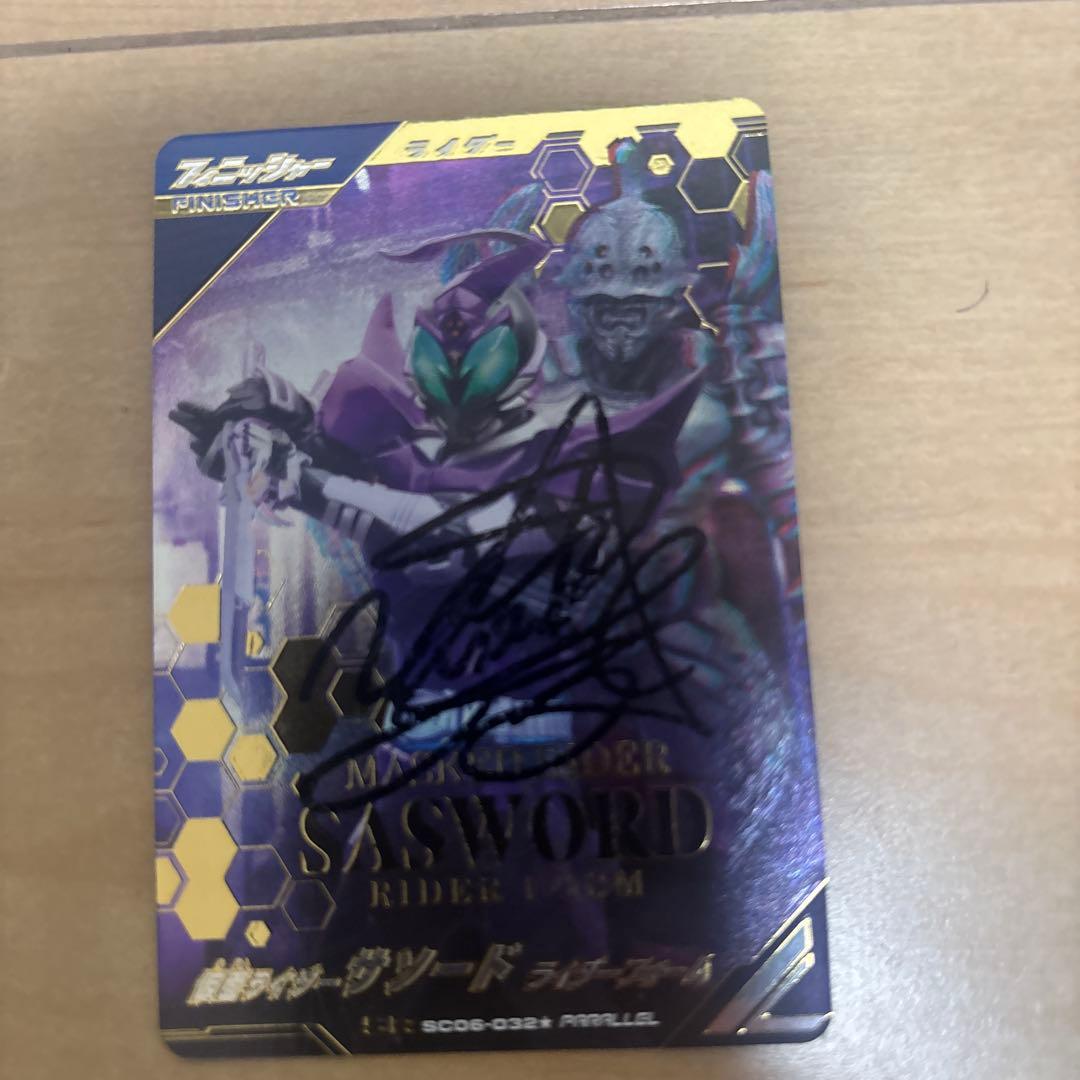 フィニッシャー
FINISHER
ライダー
MASKED RIDER
SASWORD
RIDER FORM
仮面ライダーサソード ライダーフォーム
SC06-032★ PARALLEL